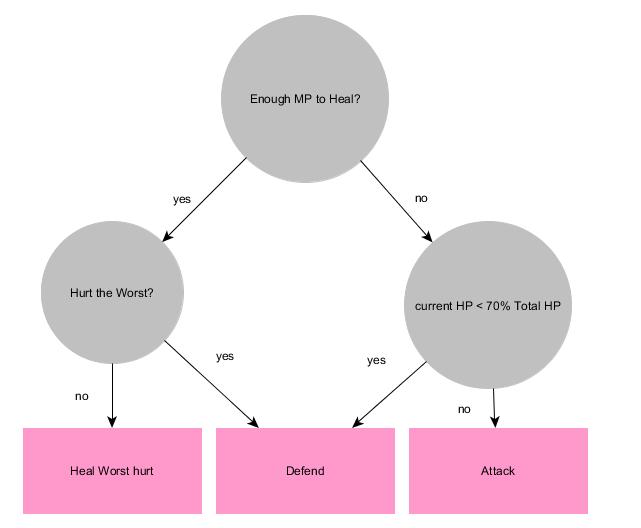 Enough MP to Heal?
yes
no
Hurt the Worst?
current HP < 70% Total HP
yes
yes
no
no
Heal Worst hurt
Defend
Attack